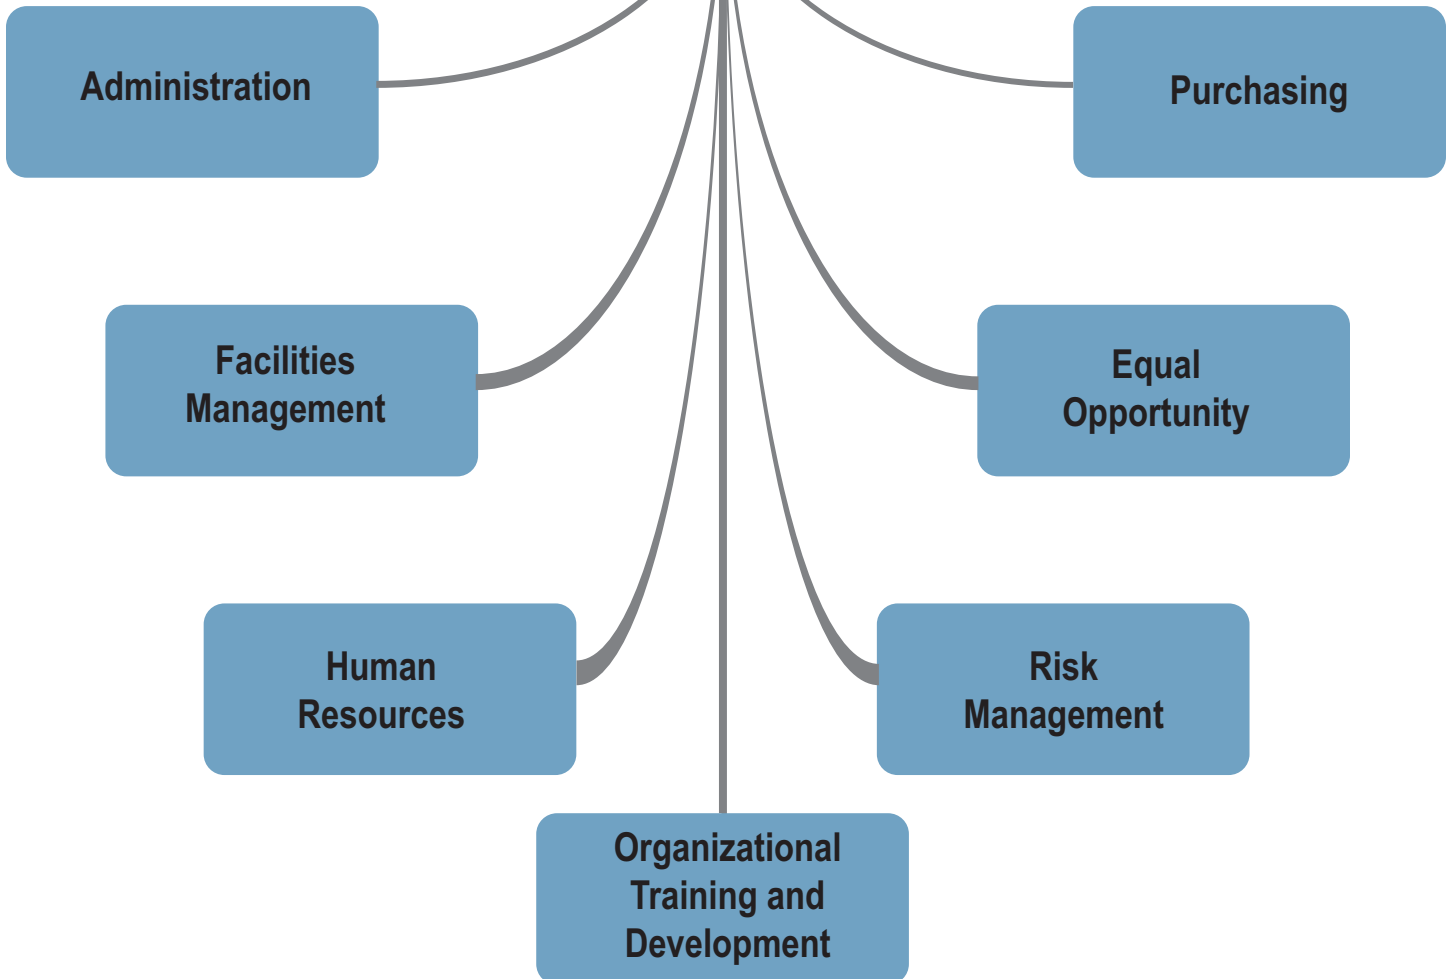 Administration
Purchasing
Facilities
Management
Equal
Opportunity
Human
Resources
Risk
Management
Organizational
Training and
Development